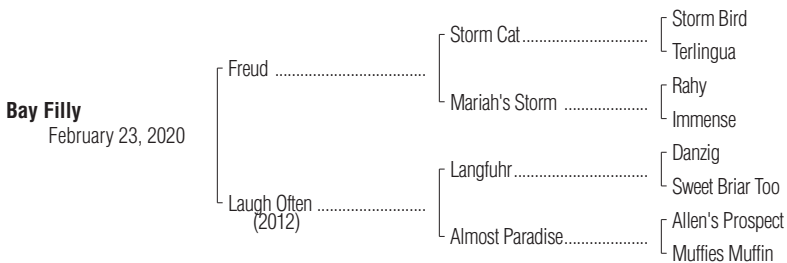 Bay Filly
February 23, 2020
Freud
Laugh Often
(2012)
Storm Cat
Mariah's Storm
Langfuhr
Almost Paradise
Storm Bird
Terlingua
Rahy
Immense
Danzig
Sweet Briar Too
Allen's Prospect
Muffies Muffin